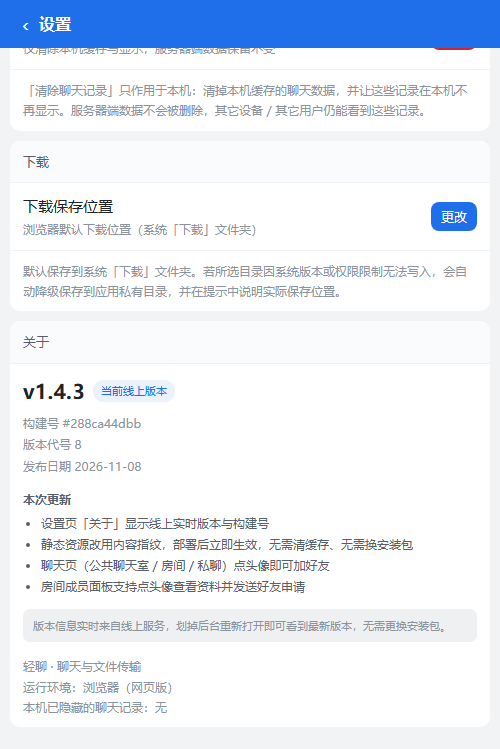 ‹ 设置
仅清除本机缓存与显示，服务器端数据保留不变
「清除聊天记录」只作用于本机：清掉本机缓存的聊天数据，并让这些记录在本机不
再显示。服务器端数据不会被删除，其它设备 / 其它用户仍能看到这些记录。
下载
下载保存位置
更改
浏览器默认下载位置（系统「下载」文件夹）
默认保存到系统「下载」文件夹。若所选目录因系统版本或权限限制无法写入，会自
动降级保存到应用私有目录，并在提示中说明实际保存位置。
关于
v1.4.3 当前线上版本
构建号 #288ca44dbb
版本代号 8
发布日期 2026-11-08
本次更新
• 设置页「关于」显示线上实时版本与构建号
• 静态资源改用内容指纹，部署后立即生效，无需清缓存、无需换安装包
• 聊天页（公共聊天室 / 房间 / 私聊）点头像即可加好友
• 房间成员面板支持点头像查看资料并发送好友申请
版本信息实时来自线上服务，划掉后台重新打开即可看到最新版本，无需更换安装包。
轻聊 · 聊天与文件传输
运行环境：浏览器（网页版）
本机已隐藏的聊天记录：无